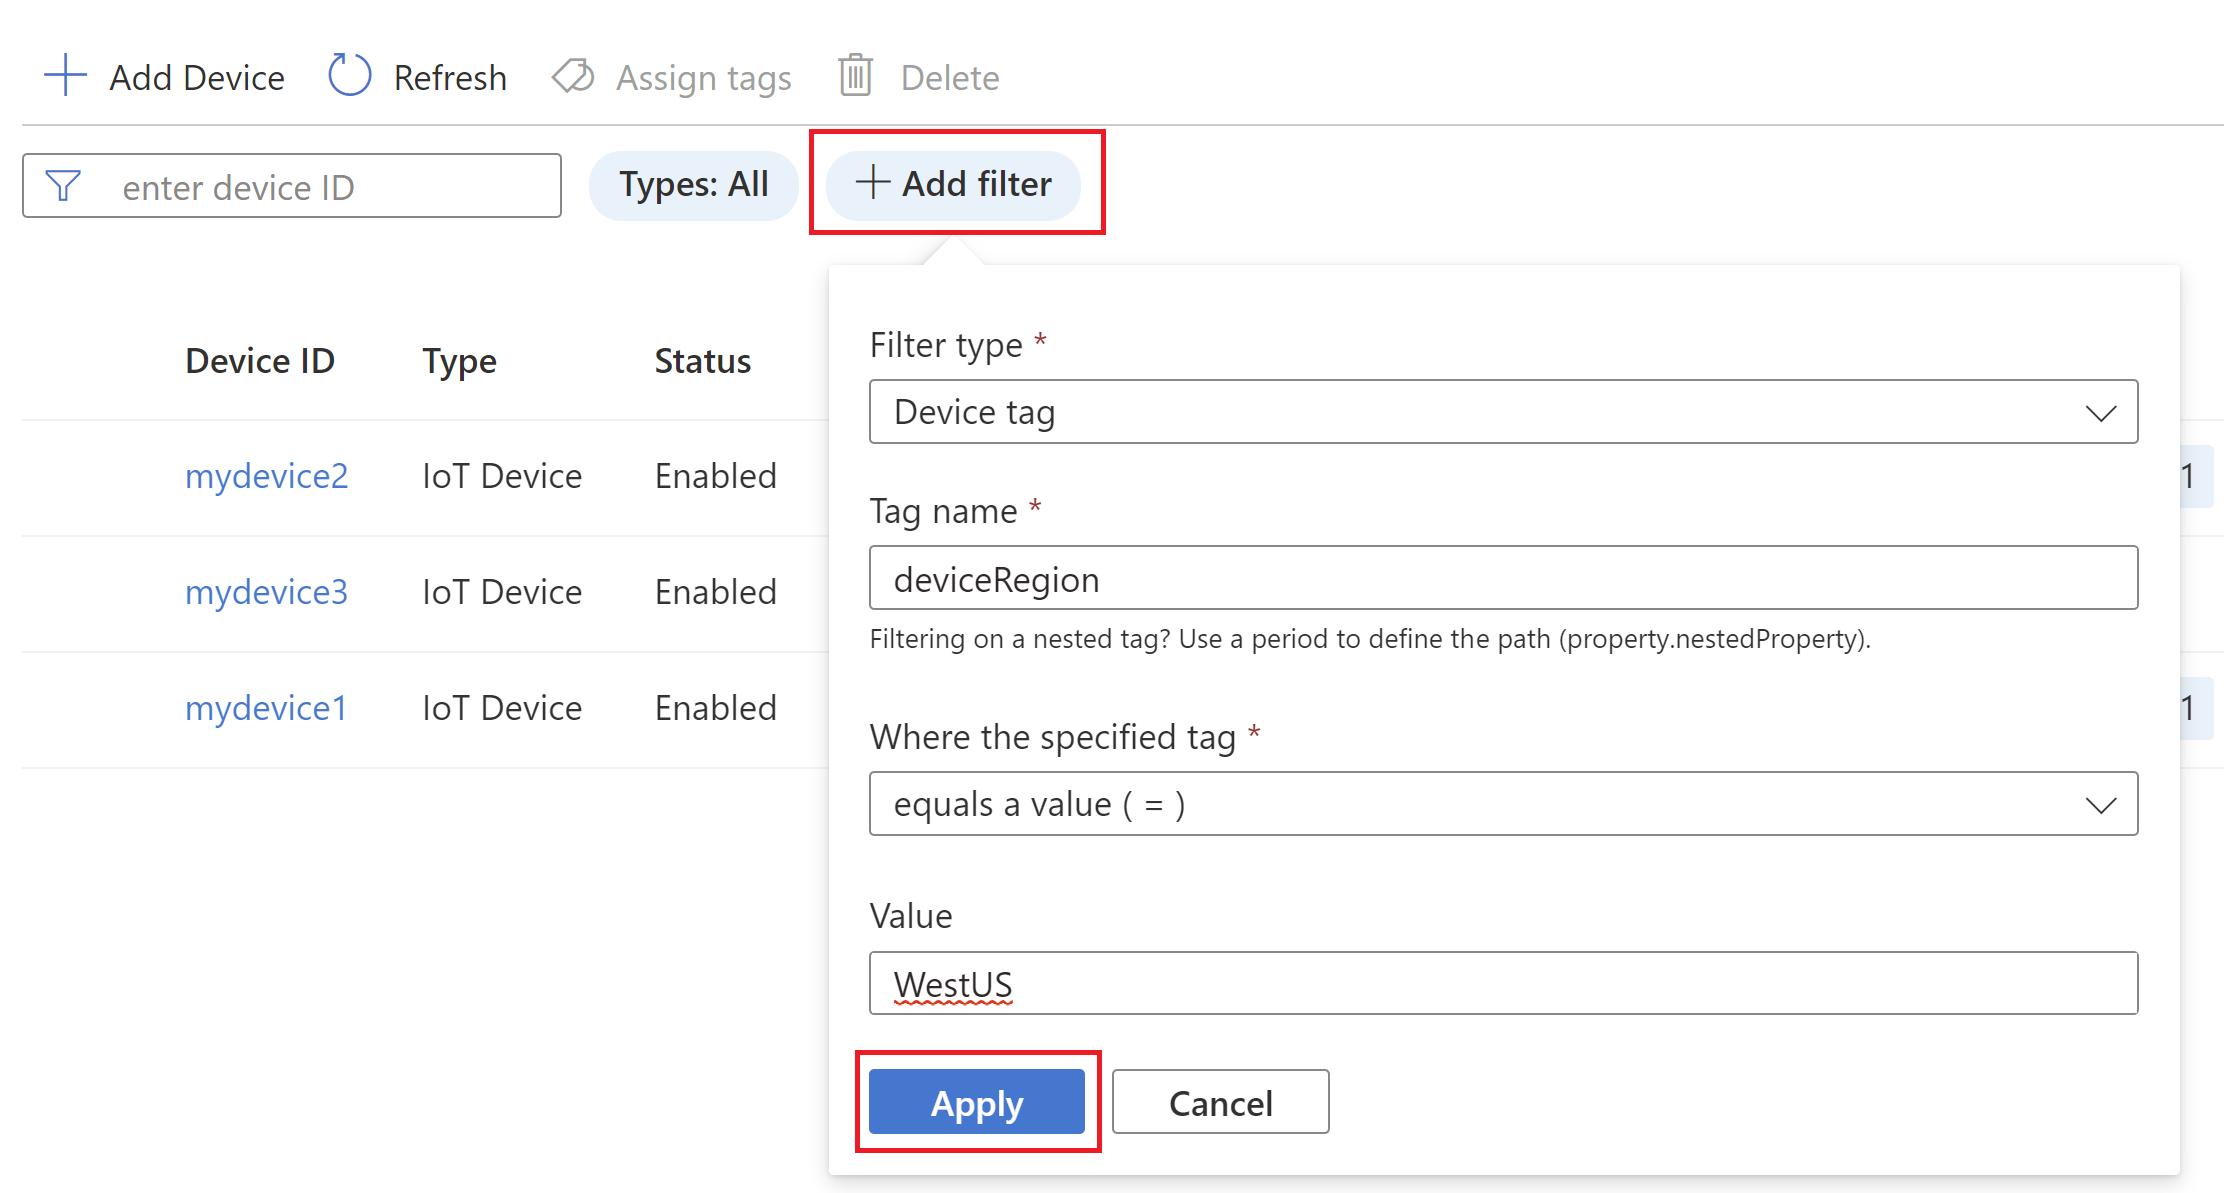 Add Device Refresh Assign tags Delete
enter device ID Types: All Add filter
Device ID Type Status
mydevice2 IoT Device Enabled 1
mydevice3 IoT Device Enabled
mydevice1 IoT Device Enabled 1
Filter type *
Device tag
Tag name *
deviceRegion
Filtering on a nested tag? Use a period to define the path (property.nestedProperty).
Where the specified tag *
equals a value ( = )
Value
WestUS
Apply Cancel